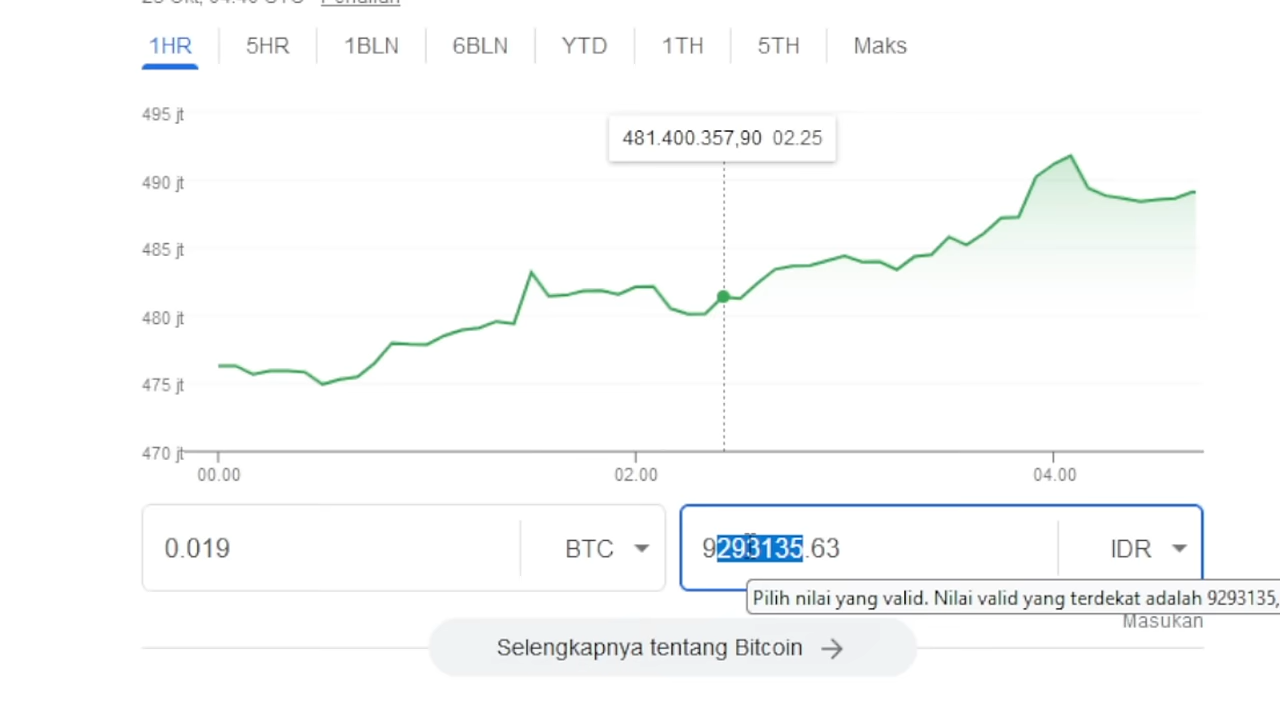 1HR 5HR 1BLN 6BLN YTD 1TH 5TH Maks
495 jt
481.400.357,90 02.25
490 jt
485 jt
480 jt
475 jt
470 jt
00.00 02.00 04.00
0.019 BTC 9293135.63 IDR
Pilih nilai yang valid. Nilai valid yang terdekat adalah 9293135,
Masukan
Selengkapnya tentang Bitcoin